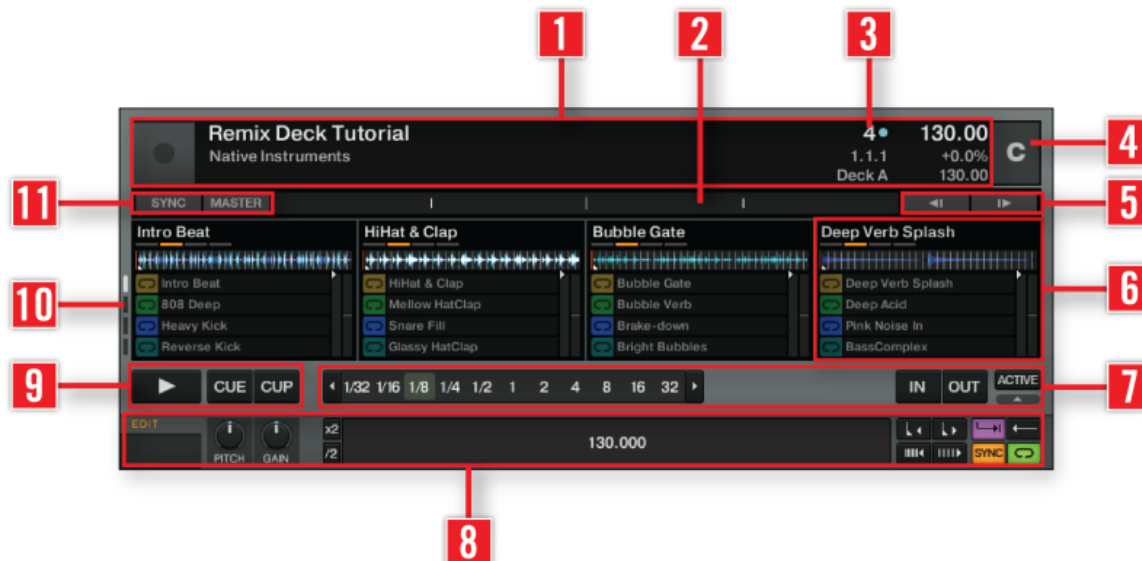 1 2 3
Remix Deck Tutorial 4 130.00
Native Instruments 1.1.1 +0.0% C 4
Deck A 130.00
11 SYNC MASTER 5
Intro Beat HiHat & Clap Bubble Gate Deep Verb Splash
Intro Beat HiHat & Clap Bubble Gate Deep Verb Splash
10 808 Deep Mellow HatClap Bubble Verb Deep Acid 6
Heavy Kick Snare Fill Brake-down Pink Noise In
Reverse Kick Glassy HatClap Bright Bubbles BassComplex
9 CUE CUP 1/32 1/16 1/8 1/4 1/2 1 2 4 8 16 32 IN OUT ACTIVE 7
EDIT x2
130.000
PITCH GAIN /2 SYNC
8